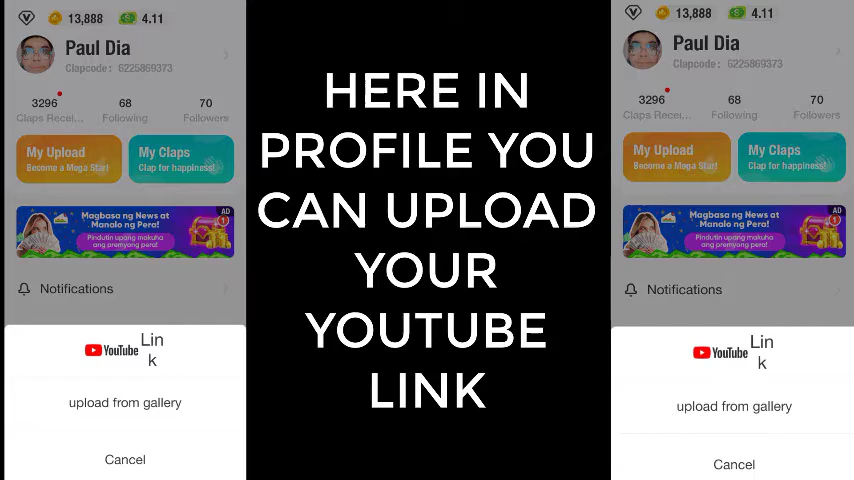 13,888 4.11
Paul Dia
Clapcode: 6225869373
3296 68 70
Claps Recei... Following Followers
My Upload My Claps
Become a Mega Star! Clap for happiness!
Magbasa ng News at AD
Manalo ng Pera! 1
Pindutin upang makuha
ang premyong pera!
Notifications
YouTube Lin
k
upload from gallery
Cancel
HERE IN
PROFILE YOU
CAN UPLOAD
YOUR
YOUTUBE
LINK
13,888 4.11
Paul Dia
Clapcode: 6225869373
3296 68 70
Claps Recei... Following Followers
My Upload My Claps
Become a Mega Star! Clap for happiness!
Magbasa ng News at AD
Manalo ng Pera! 1
Pindutin upang makuha
ang premyong pera!
Notifications
YouTube Lin
k
upload from gallery
Cancel